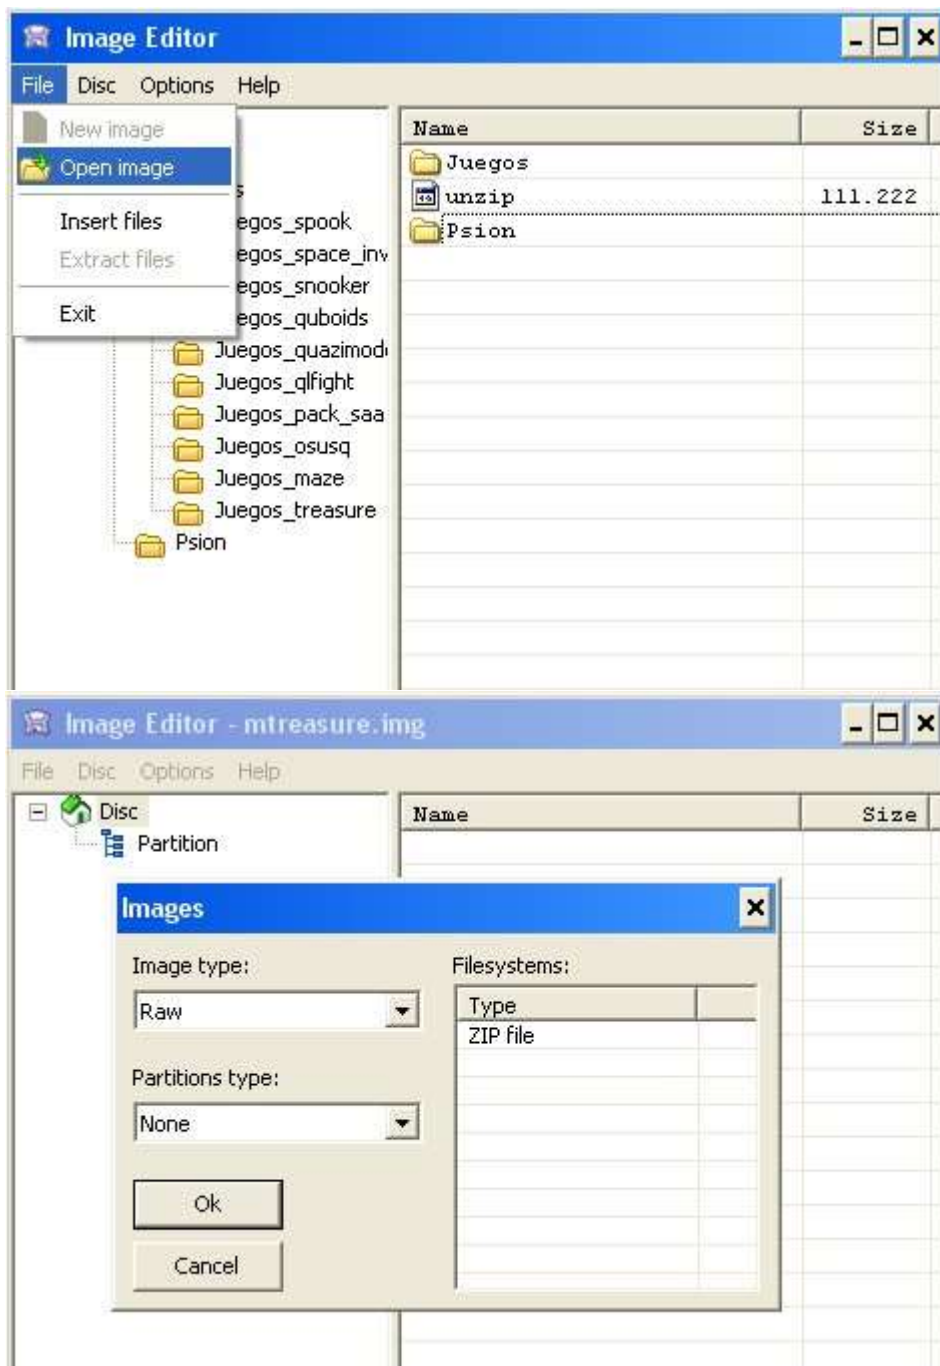 Image Editor
File Disc Options Help
New image
Open image
Insert files
Extract files
Exit
s
egos_spook
egos_space_inv
egos_snooker
egos_quboids
Juegos_quazimod
Juegos_qlfight
Juegos_pack_saa
Juegos_osusq
Juegos_maze
Juegos_treasure
Psion
Name Size
Juegos
unzip 111.222
Psion
Image Editor - mtreasure.img
File Disc Options Help
Disc
Partition
Name Size
Images
Image type:
Raw
Partitions type:
None
Ok
Cancel
Filesystems:
Type
ZIP file